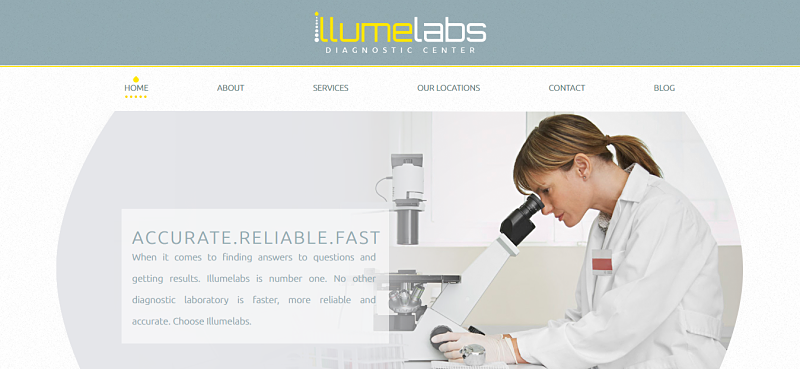 illumelabs
DIAGNOSTIC CENTER
HOME ABOUT SERVICES OUR LOCATIONS CONTACT BLOG
ACCURATE.RELIABLE.FAST
When it comes to finding answers to questions and
getting results. Illumelabs is number one. No other
diagnostic laboratory is faster, more reliable and
accurate. Choose Illumelabs.